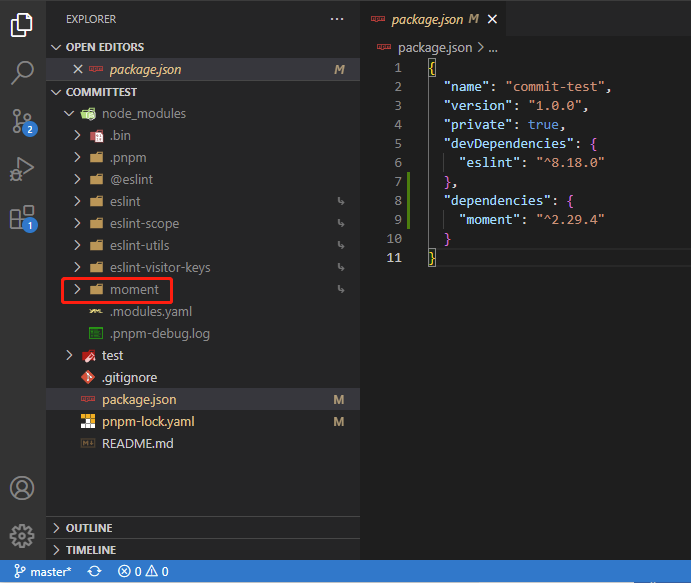 EXPLORER
OPEN EDITORS
package.json M
COMMITTEST
node_modules
.bin
.pnpm
@eslint
eslint
eslint-scope
eslint-utils
eslint-visitor-keys
moment
.modules.yaml
.pnpm-debug.log
test
.gitignore
package.json M
pnpm-lock.yaml M
README.md
OUTLINE
TIMELINE
2
1
package.json M
package.json > ...
1 {
2 "name": "commit-test",
3 "version": "1.0.0",
4 "private": true,
5 "devDependencies": {
6 "eslint": "^8.18.0"
7 },
8 "dependencies": {
9 "moment": "^2.29.4"
10 }
11 }
master* 0 0